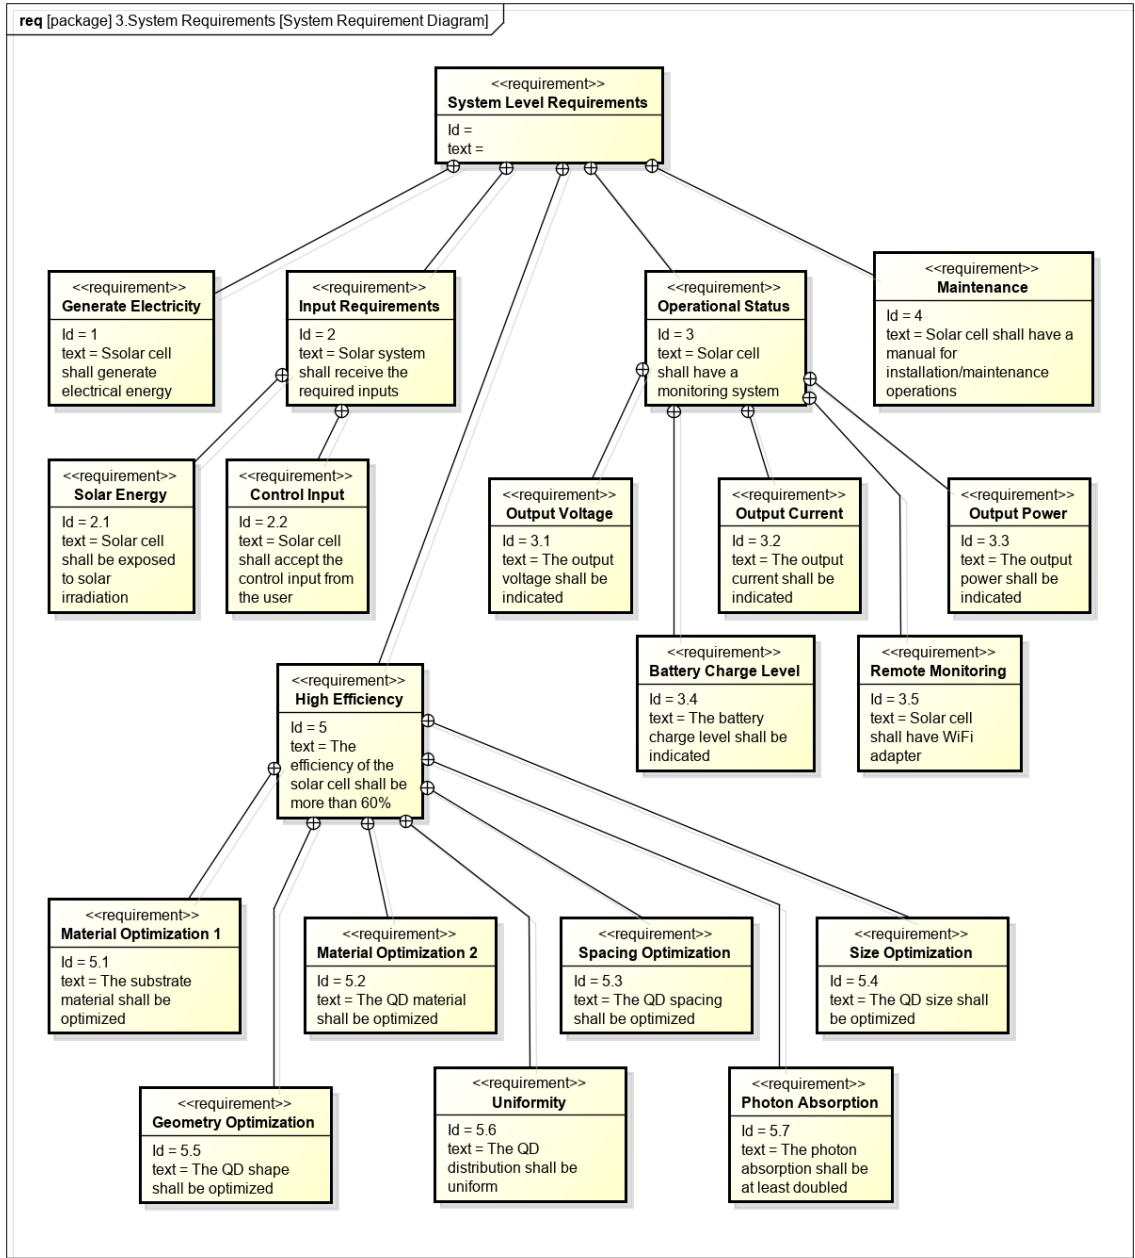 req [package] 3.System Requirements [System Requirement Diagram]
<<requirement>>
System Level Requirements
Id =
text =
<<requirement>>
Generate Electricity
Id = 1
text = Ssolar cell
shall generate
electrical energy
<<requirement>>
Input Requirements
Id = 2
text = Solar system
shall receive the
required inputs
<<requirement>>
Operational Status
Id = 3
text = Solar cell
shall have a
monitoring system
<<requirement>>
Maintenance
Id = 4
text = Solar cell shall have a
manual for
installation/maintenance
operations
<<requirement>>
Solar Energy
Id = 2.1
text = Solar cell
shall be exposed
to solar
irradiation
<<requirement>>
Control Input
Id = 2.2
text = Solar cell
shall accept the
control input from
the user
<<requirement>>
Output Voltage
Id = 3.1
text = The output
voltage shall be
indicated
<<requirement>>
Output Current
Id = 3.2
text = The output
current shall be
indicated
<<requirement>>
Output Power
Id = 3.3
text = The output
power shall be
indicated
<<requirement>>
Battery Charge Level
Id = 3.4
text = The battery
charge level shall be
indicated
<<requirement>>
Remote Monitoring
Id = 3.5
text = Solar cell
shall have WiFi
adapter
<<requirement>>
High Efficiency
Id = 5
text = The
efficiency of the
solar cell shall be
more than 60%
<<requirement>>
Material Optimization 1
Id = 5.1
text = The substrate
material shall be
optimized
<<requirement>>
Material Optimization 2
Id = 5.2
text = The QD material
shall be optimized
<<requirement>>
Spacing Optimization
Id = 5.3
text = The QD spacing
shall be optimized
<<requirement>>
Size Optimization
Id = 5.4
text = The QD size shall
be optimized
<<requirement>>
Geometry Optimization
Id = 5.5
text = The QD shape
shall be optimized
<<requirement>>
Uniformity
Id = 5.6
text = The QD
distribution shall be
uniform
<<requirement>>
Photon Absorption
Id = 5.7
text = The photon
absorption shall be
at least doubled